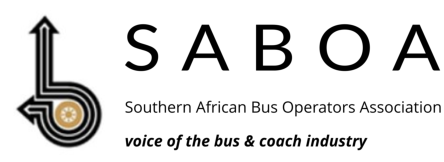 SABOA
Southern African Bus Operators Association
voice of the bus & coach industry